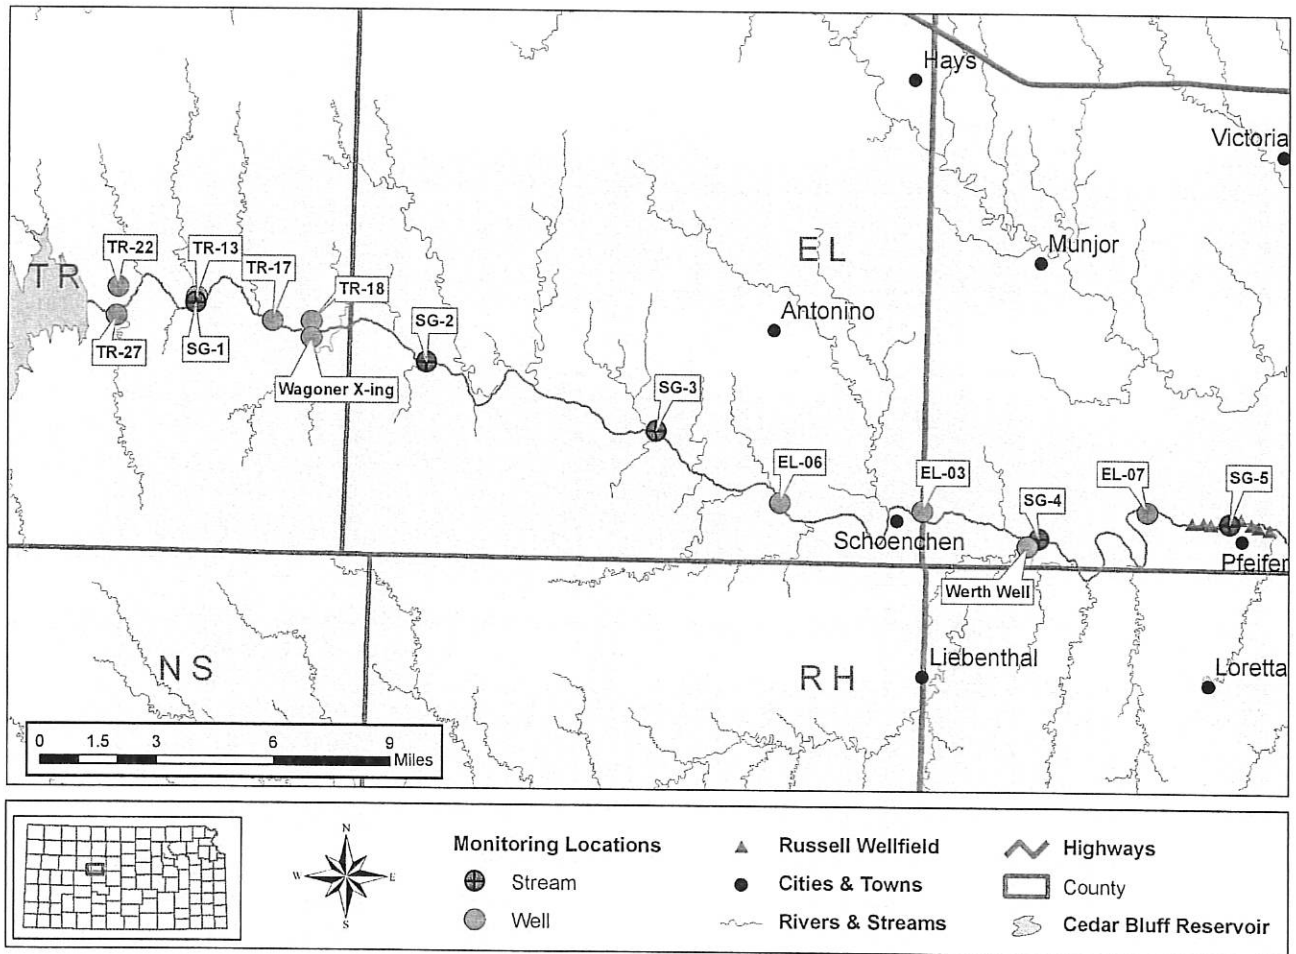 Hays
Victoria
TR-22
TR-13
TR-17
EL
Munjor
TR
TR-18
SG-2
Antonino
TR-27
SG-1
Wagoner X-ing
SG-3
EL-06
EL-03
SG-4
EL-07
SG-5
Schoenchen
Pfeifer
Werth Well
NS
RH
Liebenthal
Loretta
0 1.5 3 6 9
Miles
N
W E
S
Monitoring Locations
Stream
Well
Russell Wellfield
Cities & Towns
Rivers & Streams
Highways
County
Cedar Bluff Reservoir